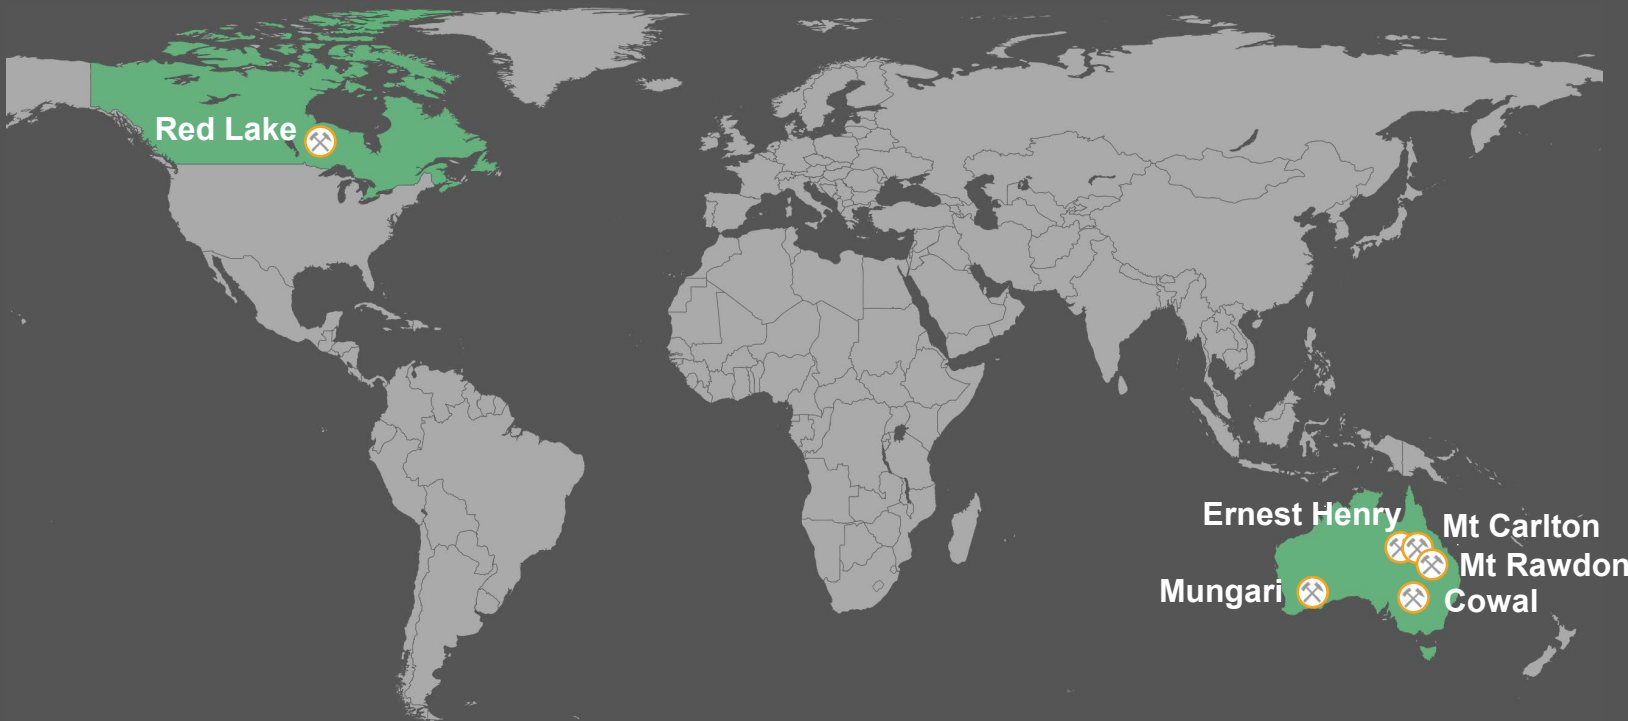 Red Lake
Ernest Henry
Mt Carlton
Mt Rawdon
Mungari
Cowal